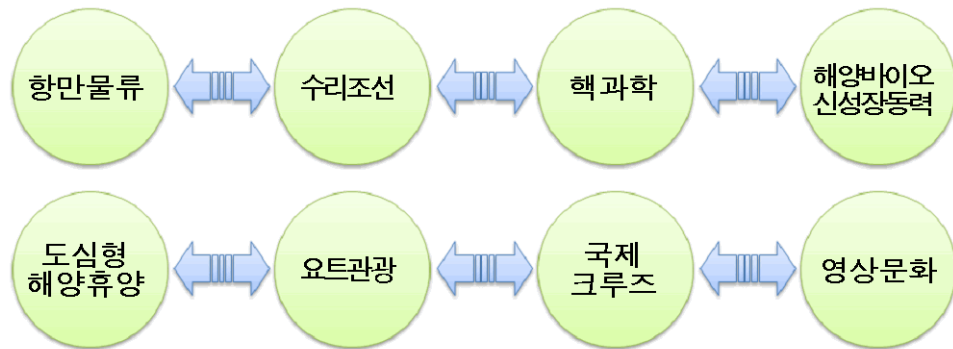 항만물류
수리조선
핵과학
해양바이오
신성장동력
도심형
해양휴양
요트관광
국제
크루즈
영상문화